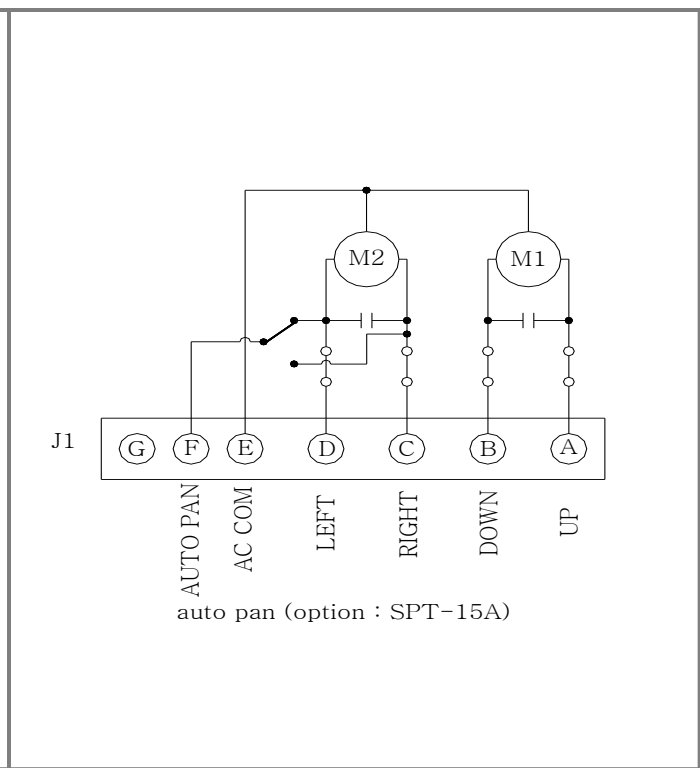 M2
M1
J1
G
F
E
D
C
B
A
AUTO PAN
AC COM
LEFT
RIGHT
DOWN
UP
auto pan (option : SPT-15A)